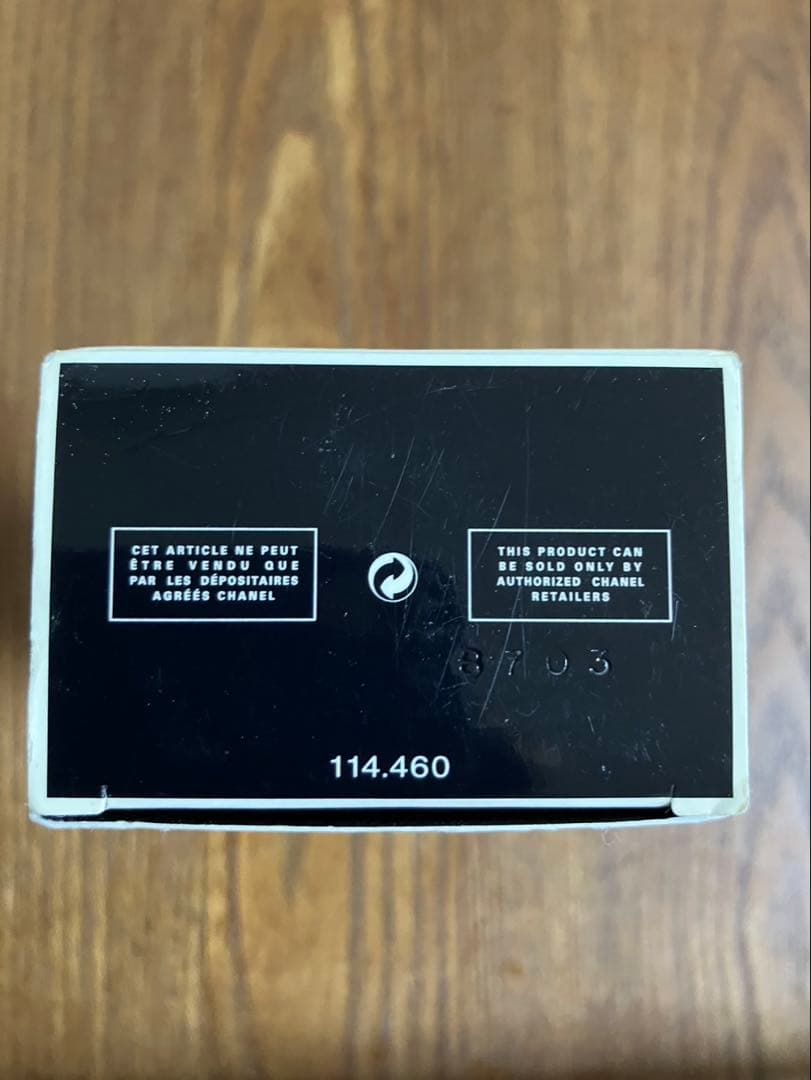 CET ARTICLE NE PEUT
ÊTRE VENDU QUE
PAR LES DÉPOSITAIRES
AGRÉÉS CHANEL
THIS PRODUCT CAN
BE SOLD ONLY BY
AUTHORIZED CHANEL
RETAILERS
8703
114.460